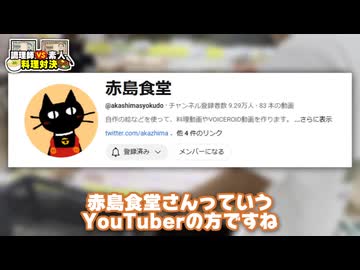 調理師VS素人
料理対決
赤島食堂
@akashimasyokudo・チャンネル登録者数 9.29万人・83 本の動画
自作の絵などを使って、料理動画やVOICEROID動画を作ります。 ...さらに表示
twitter.com/akazhima 、他 4 件のリンク
登録済み
メンバーになる
赤島食堂さんっていう
YouTuberの方ですね